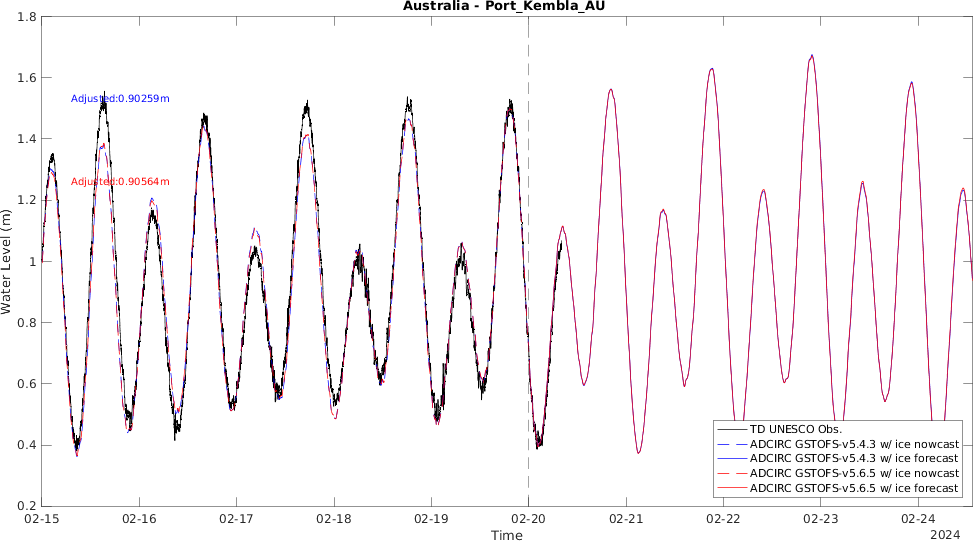 Australia - Port_Kembla_AU
Water Level (m)
1.8
1.6
1.4
1.2
1
0.8
0.6
0.4
0.2
Adjusted:0.90259m
Adjusted:0.90564m
TD UNESCO Obs.
ADCIRC GSTOFS-v5.4.3 w/ ice nowcast
ADCIRC GSTOFS-v5.4.3 w/ ice forecast
ADCIRC GSTOFS-v5.6.5 w/ ice nowcast
ADCIRC GSTOFS-v5.6.5 w/ ice forecast
02-15 02-16 02-17 02-18 02-19 02-20 02-21 02-22 02-23 02-24
Time
2024